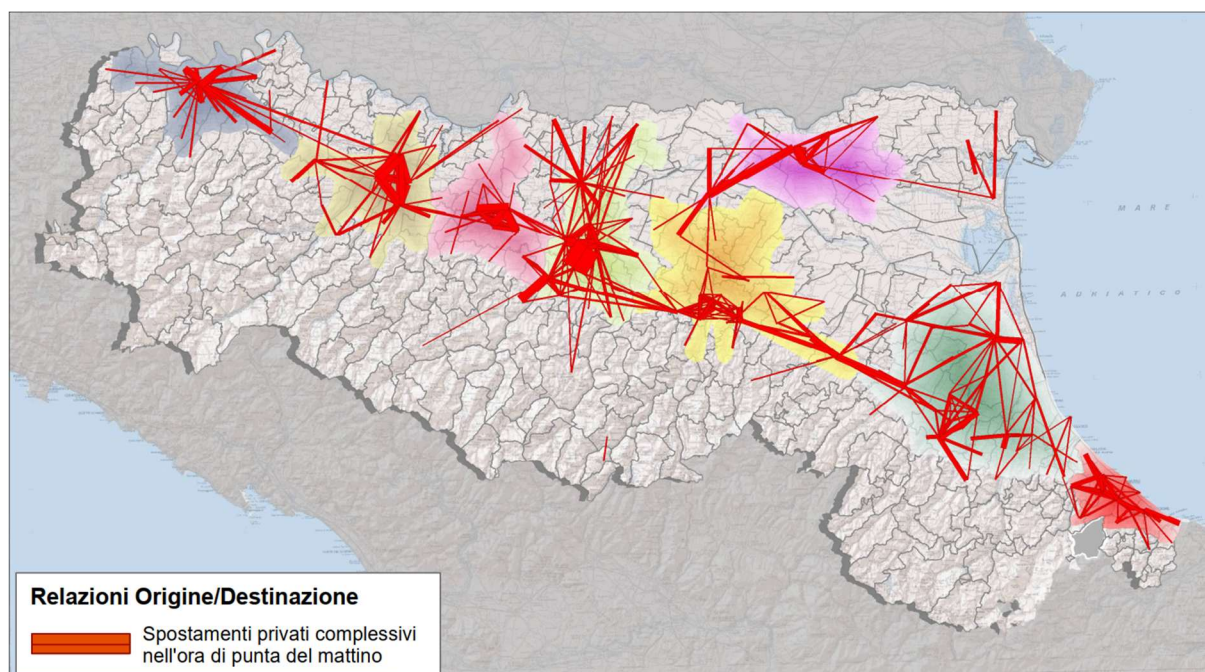 MARE
ADRIATICO
Relazioni Origine/Destinazione
Spostamenti privati complessivi
nell'ora di punta del mattino